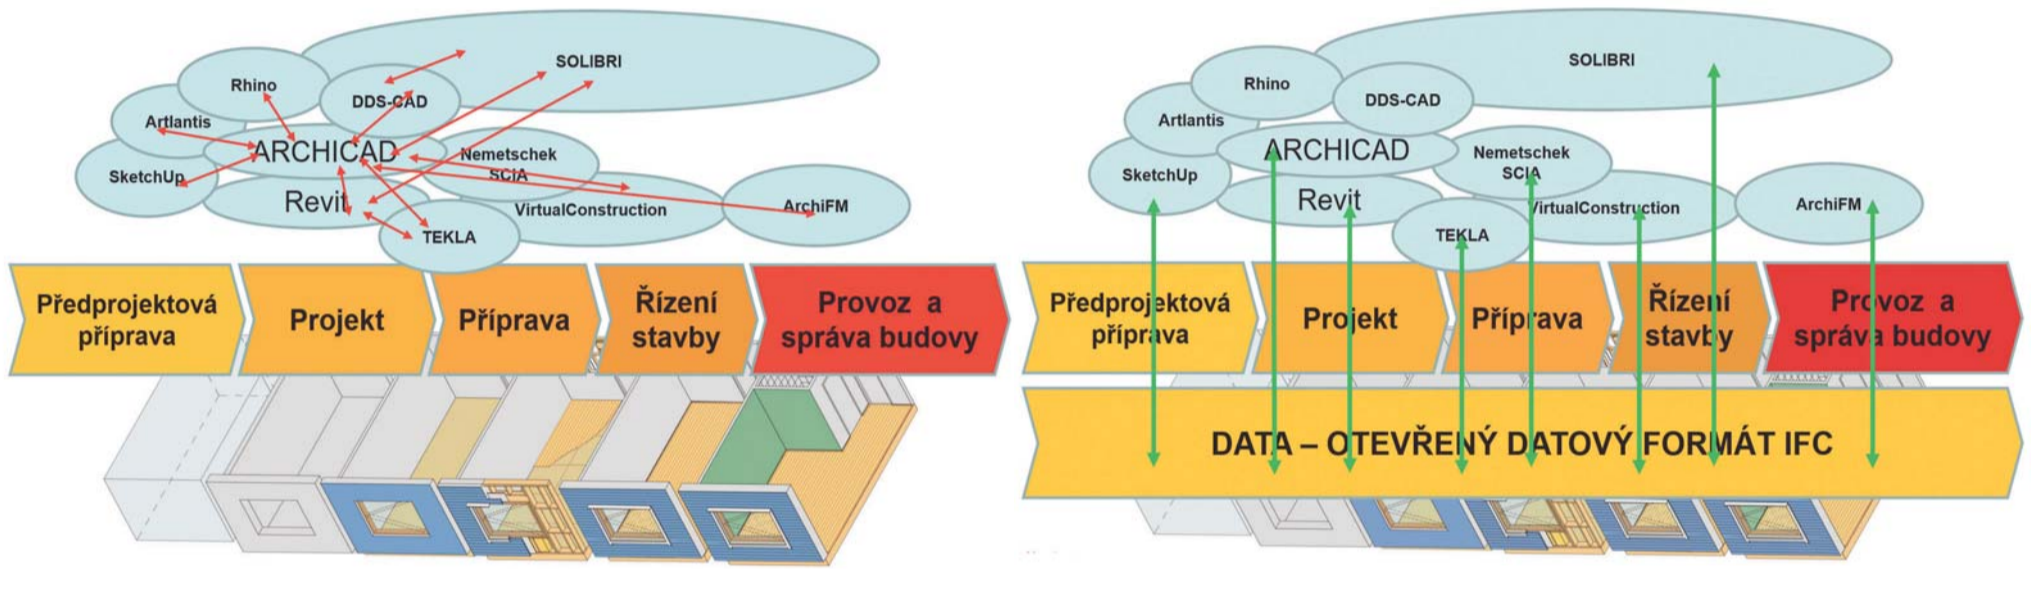 SOLIBRI
Rhino
DDS-CAD
Artlantis
ARCHICAD
Nemetschek
SCIA
SketchUp
Revit
VirtualConstruction
ArchiFM
TEKLA
Předprojektová
příprava
Projekt
Příprava
Řízení
stavby
Provoz a
správa budovy
SOLIBRI
Rhino
DDS-CAD
Artlantis
ARCHICAD
Nemetschek
SCIA
SketchUp
Revit
VirtualConstruction
ArchiFM
TEKLA
Předprojektová
příprava
Projekt
Příprava
Řízení
stavby
Provoz a
správa budovy
DATA – OTEVŘENÝ DATOVÝ FORMÁT IFC